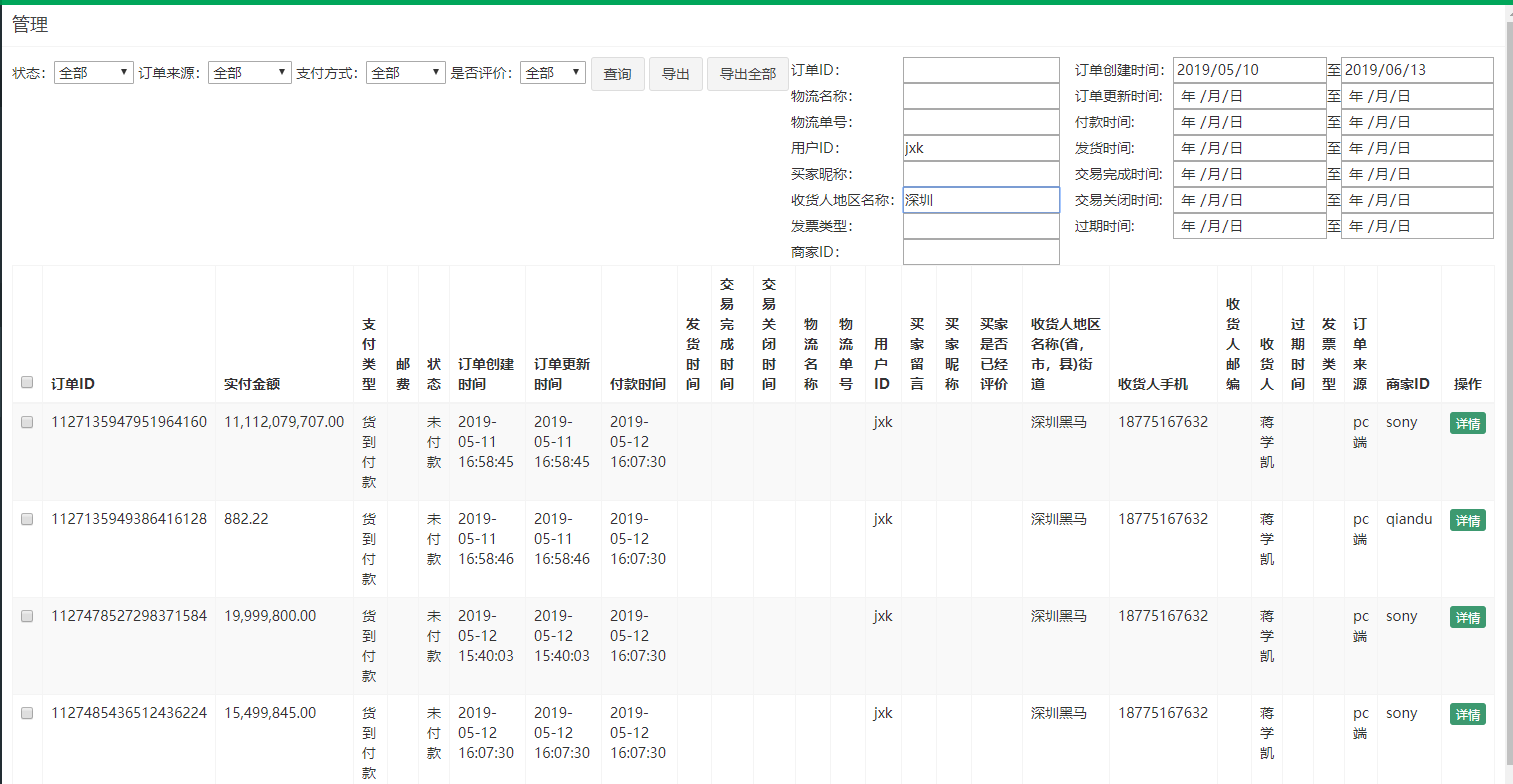 管理
状态: 全部 订单来源: 全部 支付方式: 全部 是否评价: 全部 查询 导出 导出全部
订单ID: 订单创建时间: 2019/05/10 至 2019/06/13
物流名称: 订单更新时间: 年 /月/日 至 年 /月/日
物流单号: 付款时间: 年 /月/日 至 年 /月/日
用户ID: jxk 发货时间: 年 /月/日 至 年 /月/日
买家昵称: 交易完成时间: 年 /月/日 至 年 /月/日
收货人地区名称: 深圳 交易关闭时间: 年 /月/日 至 年 /月/日
发票类型: 过期时间: 年 /月/日 至 年 /月/日
商家ID:
订单ID 实付金额 支付类型 邮费 状态 订单创建时间 订单更新时间 付款时间 发货时间 交易完成时间 交易关闭时间 物流名称 物流单号 用户ID 买家留言 买家昵称 买家是否已经评价 收货人地区名称(省，市，县)街道 收货人手机 收货人邮编 收货人 过期时间 发票类型 订单来源 商家ID 操作
1127135947951964160 11,112,079,707.00 货到付款 未付款 2019-05-11 16:58:45 2019-05-11 16:58:45 2019-05-12 16:07:30 jxk 深圳黑马 18775167632 蒋学凯 pc端 sony 详情
1127135949386416128 882.22 货到付款 未付款 2019-05-11 16:58:46 2019-05-11 16:58:46 2019-05-12 16:07:30 jxk 深圳黑马 18775167632 蒋学凯 pc端 qiandu 详情
1127478527298371584 19,999,800.00 货到付款 未付款 2019-05-12 15:40:03 2019-05-12 15:40:03 2019-05-12 16:07:30 jxk 深圳黑马 18775167632 蒋学凯 pc端 sony 详情
1127485436512436224 15,499,845.00 货到付款 未付款 2019-05-12 16:07:30 2019-05-12 16:07:30 2019-05-12 16:07:30 jxk 深圳黑马 18775167632 蒋学凯 pc端 sony 详情